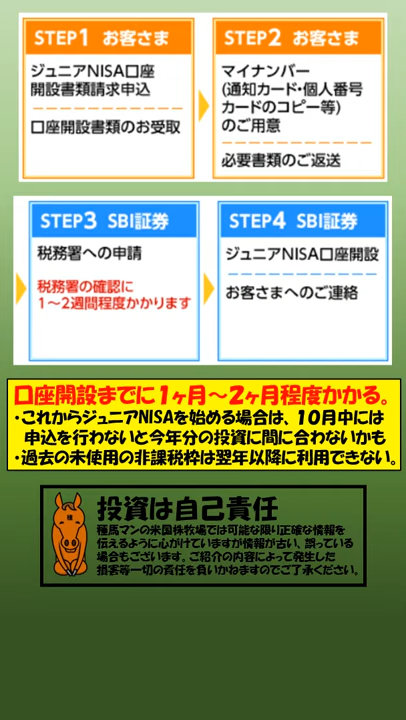 STEP1 お客さま
ジュニアNISA口座
開設書類請求申込
口座開設書類のお受取
STEP2 お客さま
マイナンバー
(通知カード・個人番号
カードのコピー等)
のご用意
必要書類のご返送
STEP3 SBI証券
税務署への申請
税務署の確認に
1～2週間程度かかります
STEP4 SBI証券
ジュニアNISA口座開設
お客さまへのご連絡
口座開設までに1ヶ月～2ヶ月程度かかる。
・これからジュニアNISAを始める場合は、10月中には
申込を行わないと今年分の投資に間に合わないかも
・過去の未使用の非課税枠は翌年以降に利用できない。
投資は自己責任
種馬マンの米国株牧場では可能な限り正確な情報を
伝えるように心がけていますが情報が古い、誤っている
場合もございます。ご紹介の内容によって発生した
損害等一切の責任を負いかねますのでご了承ください。